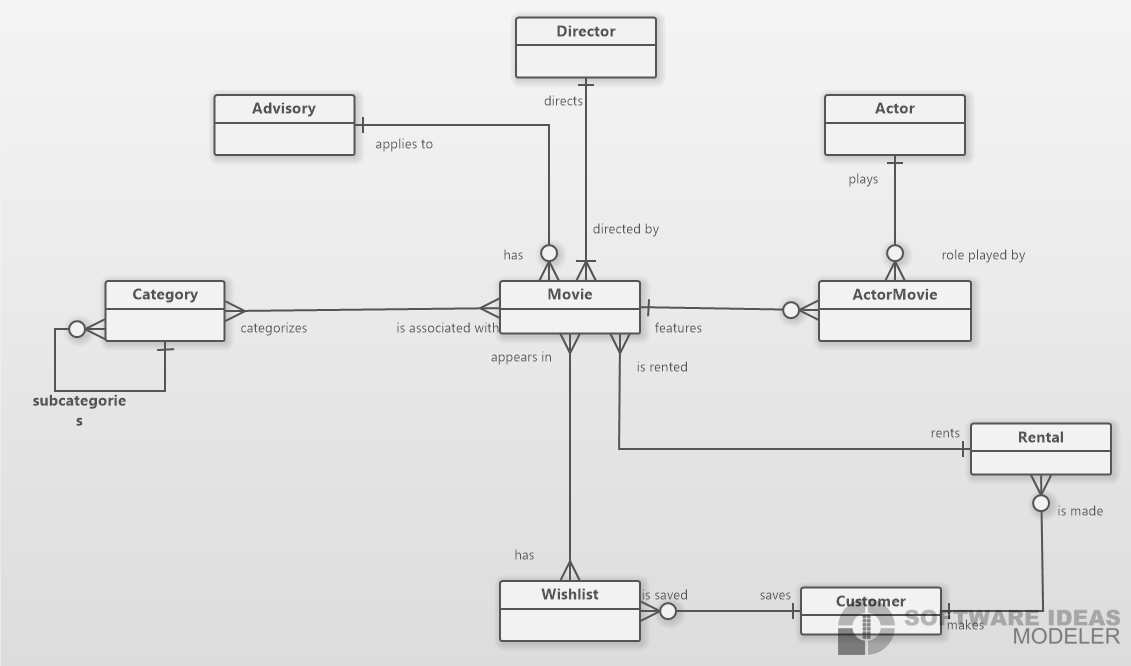 Director
directs
Advisory
applies to
Actor
plays
directed by
has
role played by
Category
Movie
ActorMovie
categorizes
is associated with
features
appears in
is rented
subcategorie
s
rents
Rental
is made
has
Wishlist
is saved
saves
Customer
makes
SOFTWARE IDEAS
MODELER